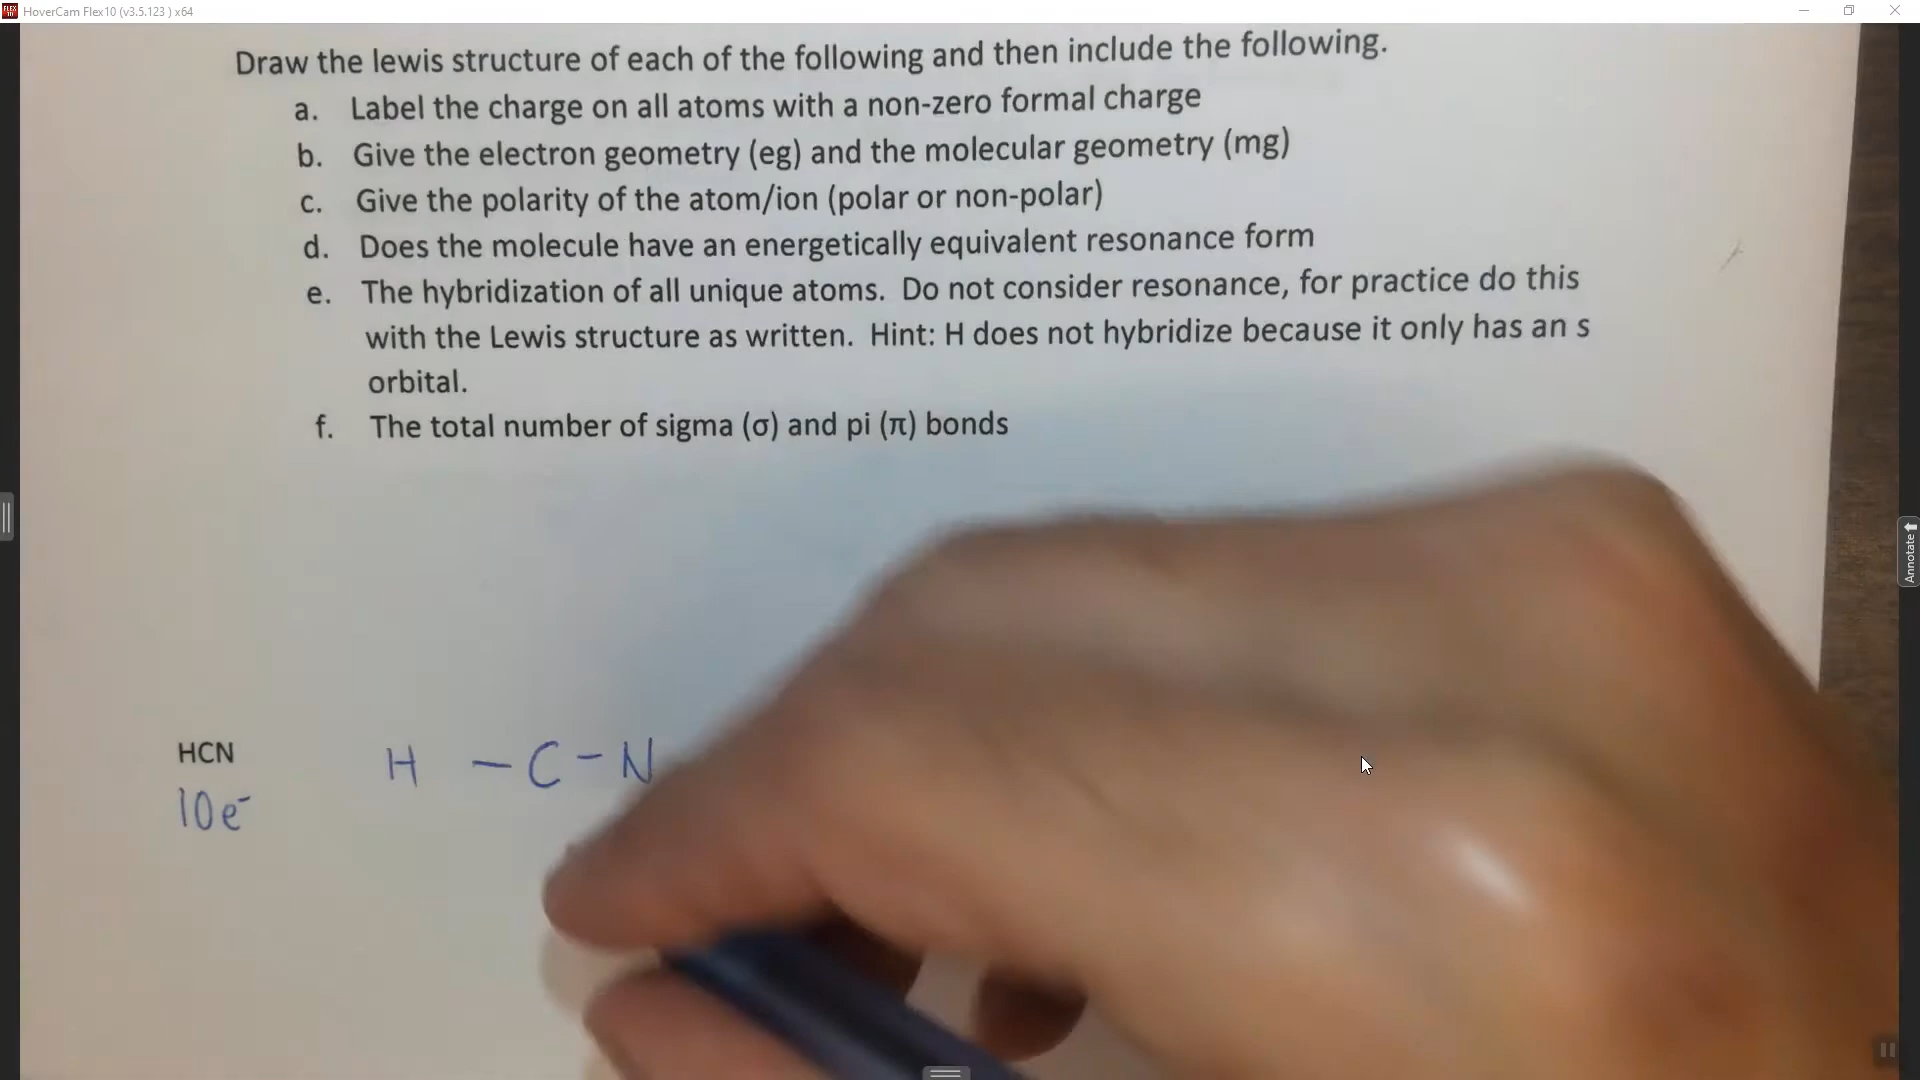 HoverCam Flex10 (v3.5.123 ) x64
Draw the lewis structure of each of the following and then include the following.
a. Label the charge on all atoms with a non-zero formal charge
b. Give the electron geometry (eg) and the molecular geometry (mg)
c. Give the polarity of the atom/ion (polar or non-polar)
d. Does the molecule have an energetically equivalent resonance form
e. The hybridization of all unique atoms. Do not consider resonance, for practice do this
with the Lewis structure as written. Hint: H does not hybridize because it only has an s
orbital.
f. The total number of sigma (σ) and pi (π) bonds
Annotate
HCN
H – C – N
10e⁻